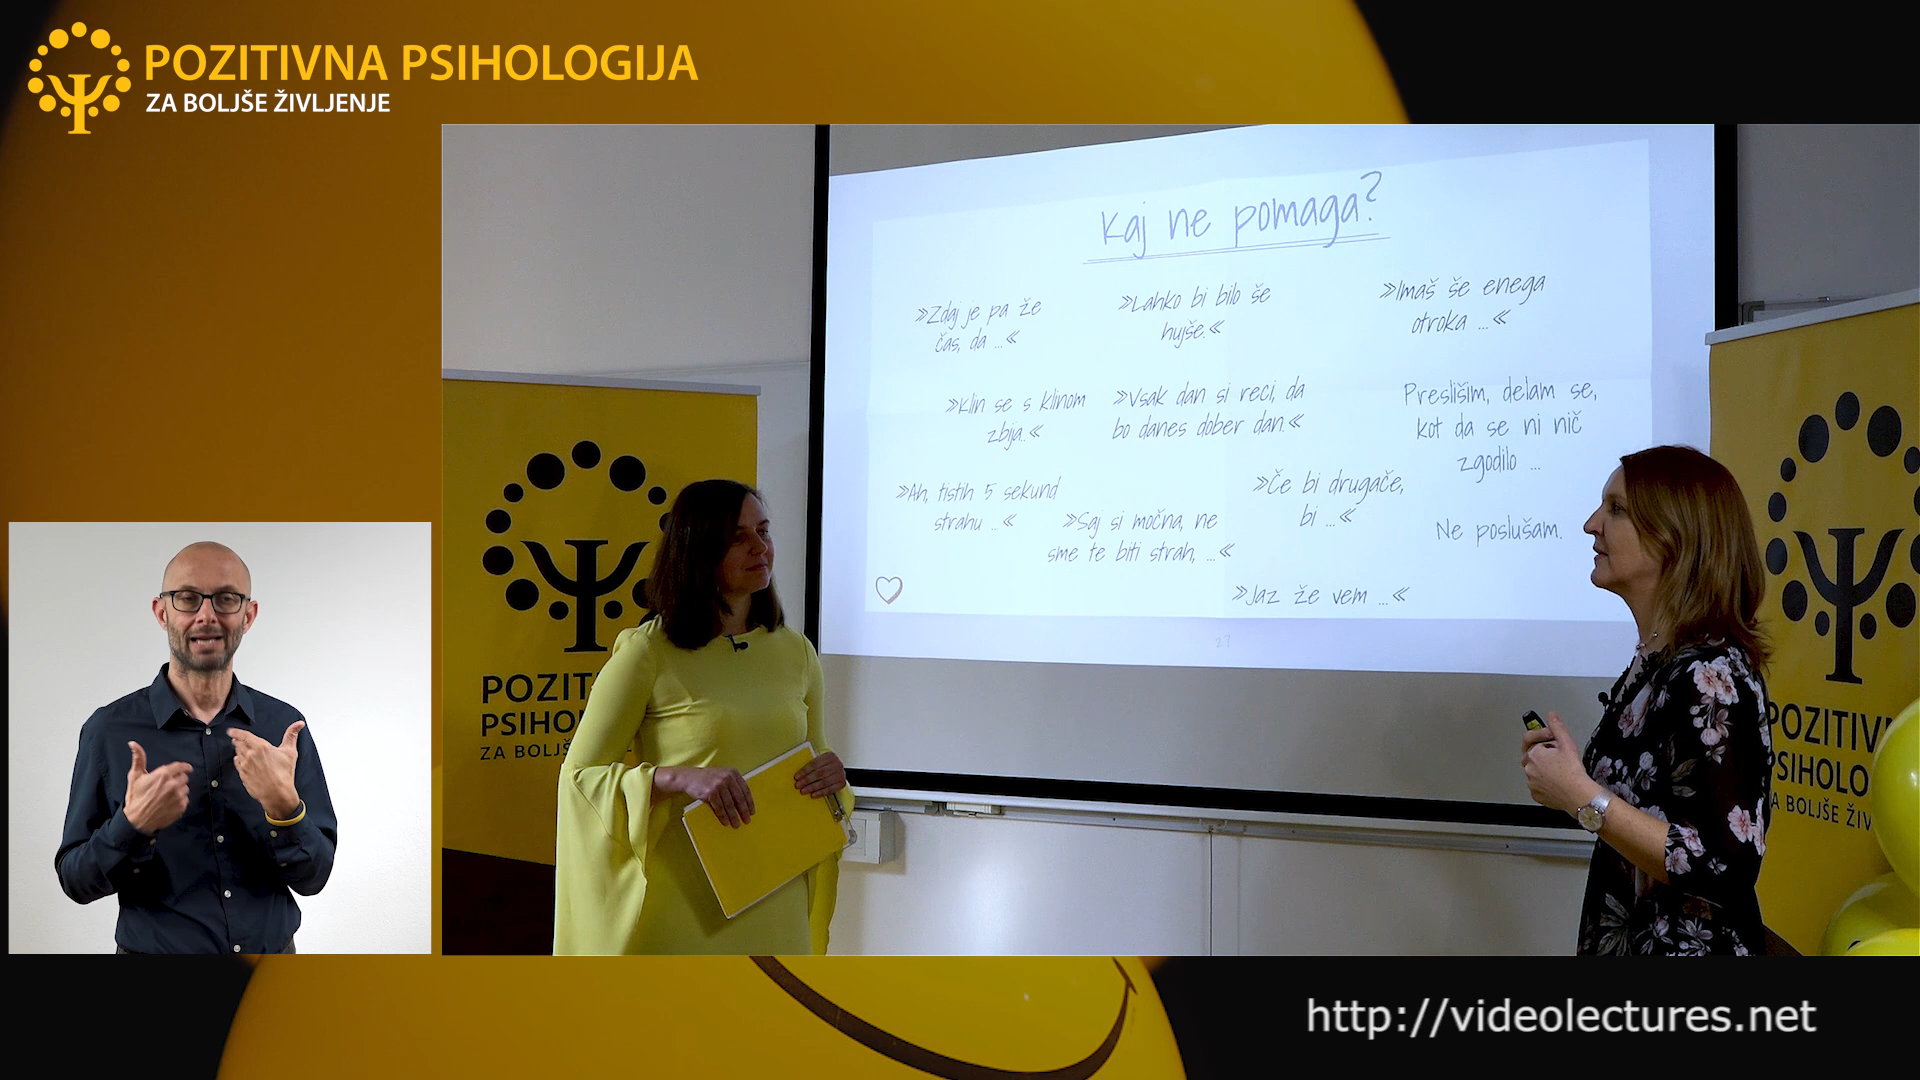 POZITIVNA PSIHOLOGIJA
ZA BOLJŠE ŽIVLJENJE
Kaj ne pomaga?
»Zdaj je pa že
čas, da ...«
»Lahko bi bilo še
hujše.«
»Imaš še enega
otroka ...«
»Klin se s klinom
zbija.«
»Vsak dan si reci, da
bo danes dober dan.«
Preslišim, delam se,
kot da se ni nič
zgodilo ...
»Ah, tistih 5 sekund
strahu ...«
»Saj si močna, ne
sme te biti strah, ...«
»Če bi drugače,
bi ...«
Ne poslušam.
»Jaz že vem ...«
27
POZIT
PSIHO
ZA BOLJŠ
POZITIV
PSIHOLO
ZA BOLJŠE ŽIV
http://videolectures.net